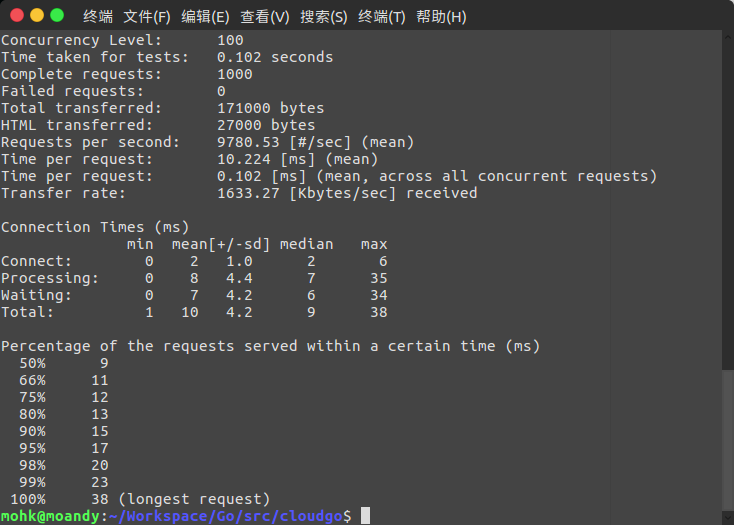 终端 文件(F) 编辑(E) 查看(V) 搜索(S) 终端(T) 帮助(H)
Concurrency Level:      100
Time taken for tests:   0.102 seconds
Complete requests:      1000
Failed requests:        0
Total transferred:      171000 bytes
HTML transferred:       27000 bytes
Requests per second:    9780.53 [#/sec] (mean)
Time per request:       10.224 [ms] (mean)
Time per request:       0.102 [ms] (mean, across all concurrent requests)
Transfer rate:          1633.27 [Kbytes/sec] received

Connection Times (ms)
              min  mean[+/-sd] median   max
Connect:        0    2   1.0      2       6
Processing:     0    8   4.4      7      35
Waiting:        0    7   4.2      6      34
Total:          1   10   4.2      9      38

Percentage of the requests served within a certain time (ms)
  50%      9
  66%     11
  75%     12
  80%     13
  90%     15
  95%     17
  98%     20
  99%     23
 100%     38 (longest request)
mohk@moandy:~/Workspace/Go/src/cloudgo$